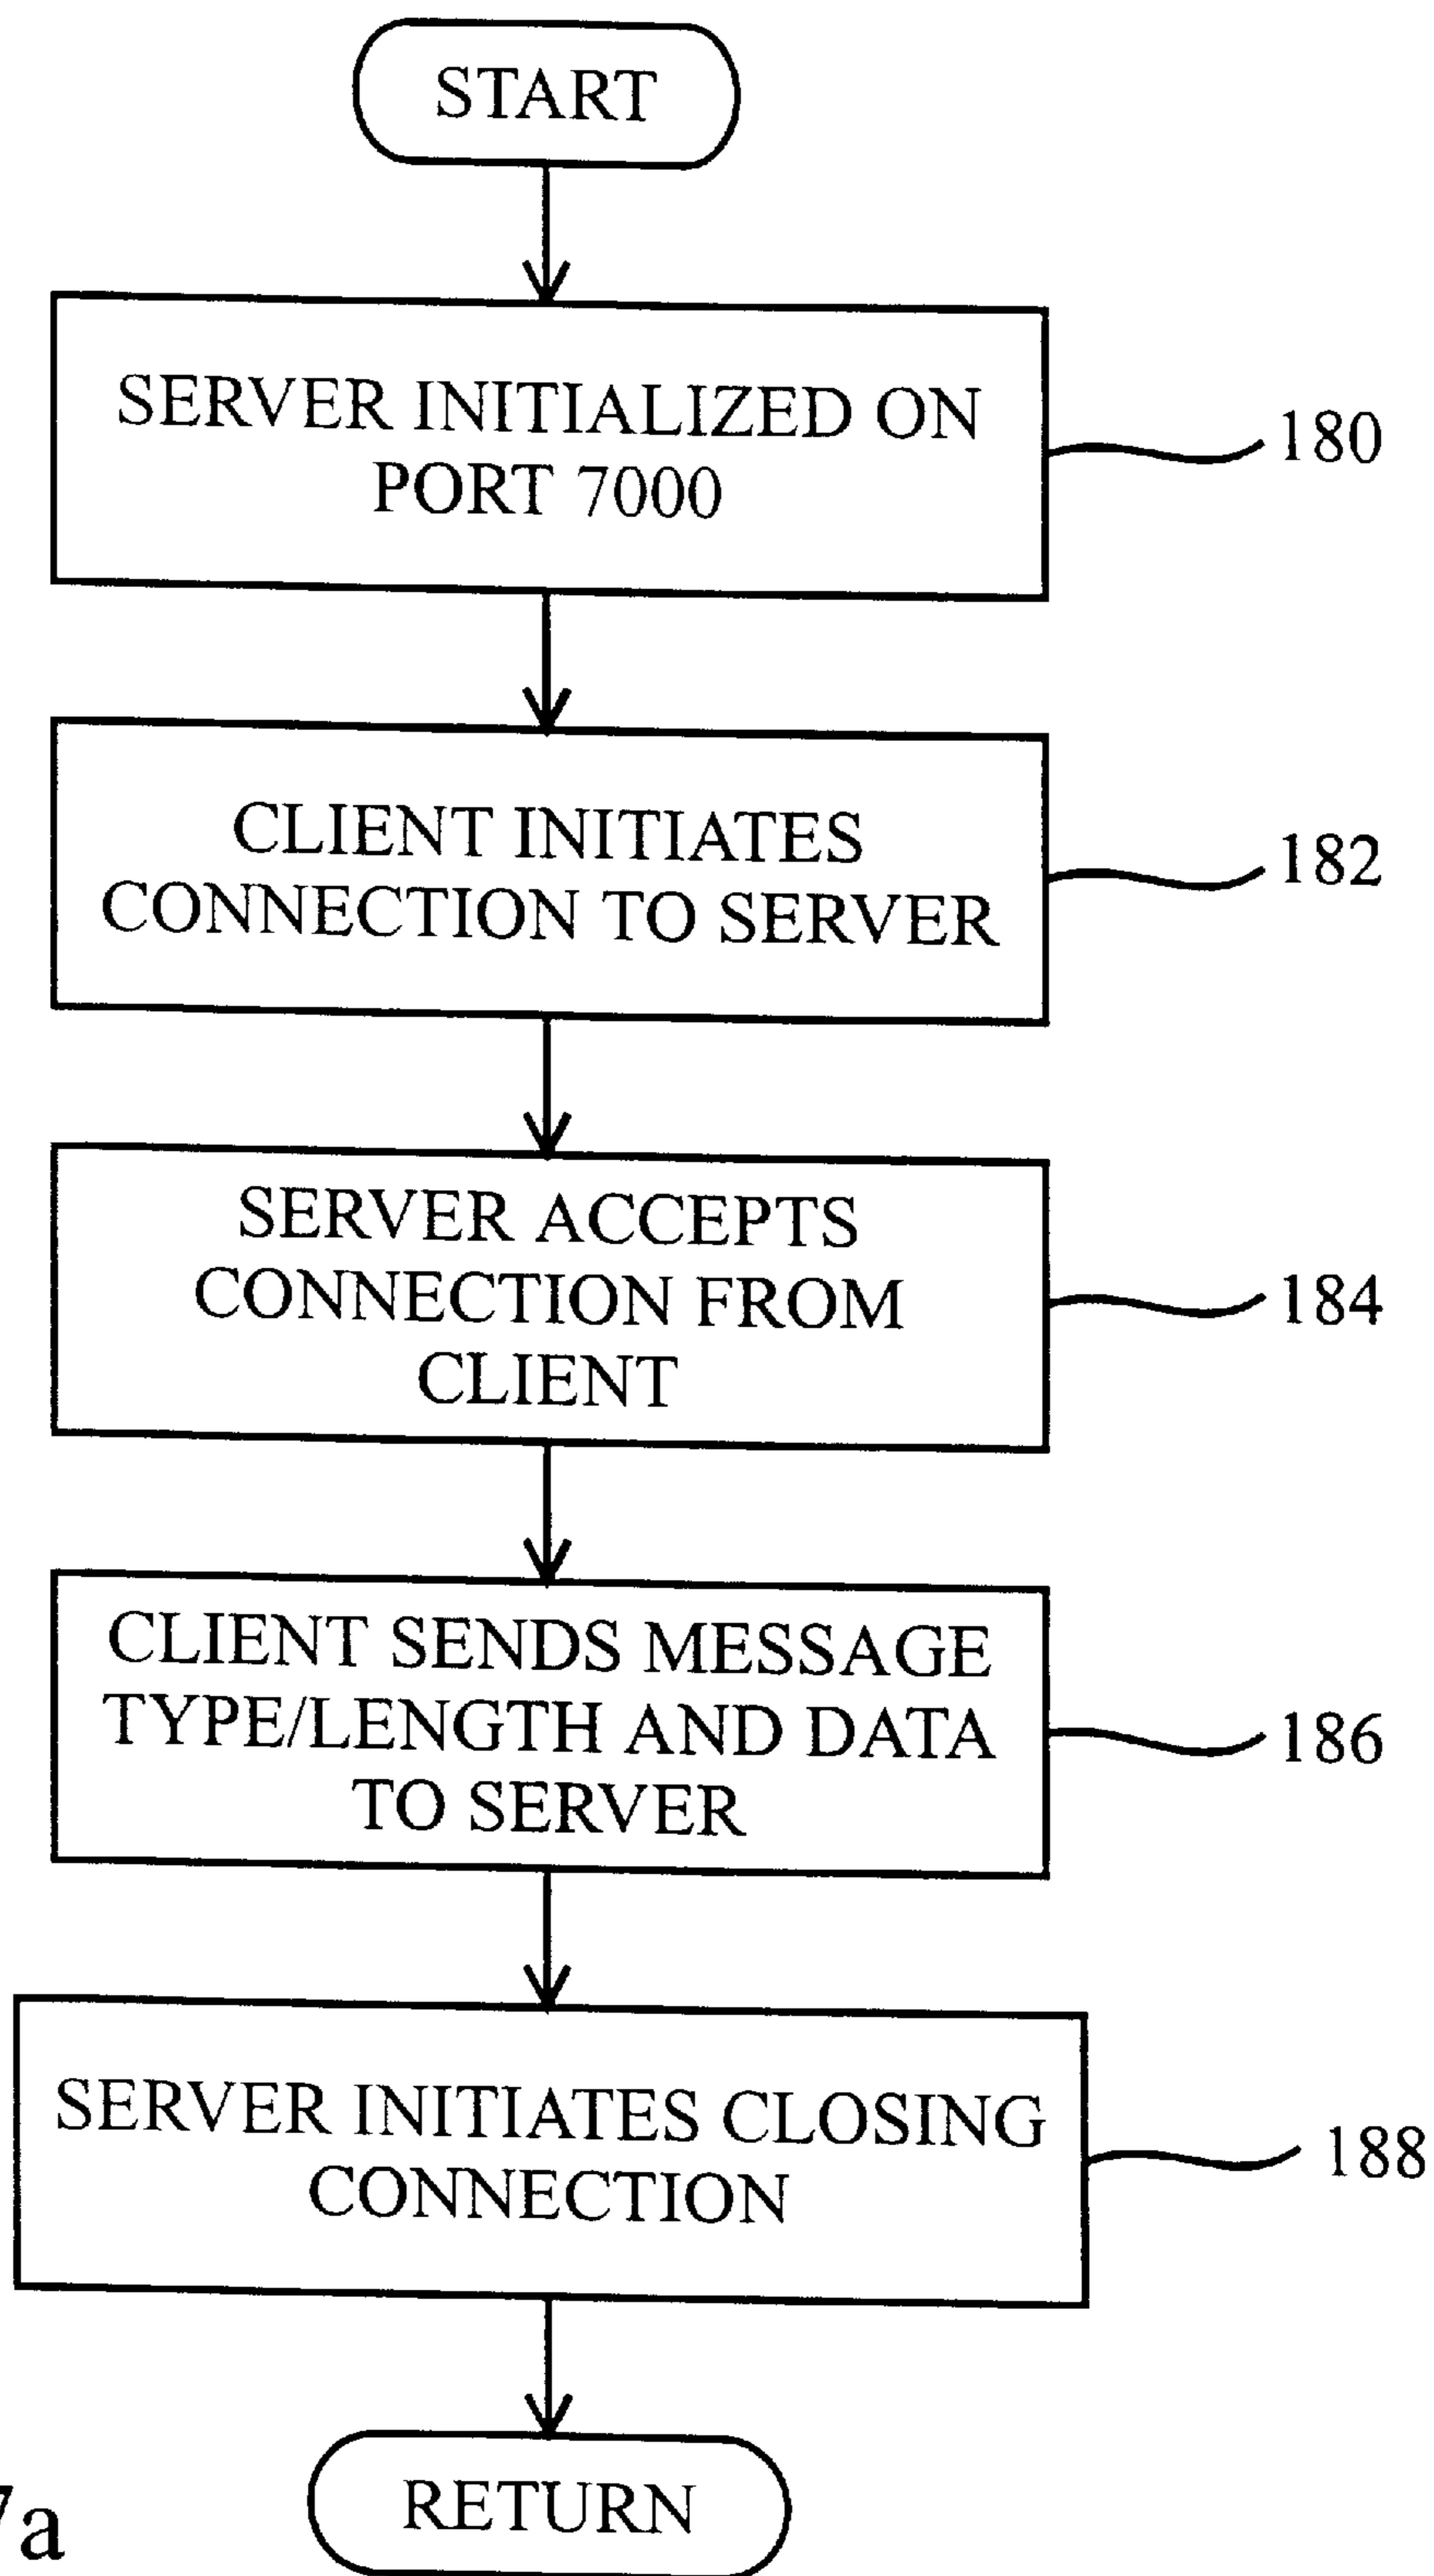 START
SERVER INITIALIZED ON
PORT 7000
180
CLIENT INITIATES
CONNECTION TO SERVER
182
SERVER ACCEPTS
CONNECTION FROM
CLIENT
184
CLIENT SENDS MESSAGE
TYPE/LENGTH AND DATA
TO SERVER
186
SERVER INITIATES CLOSING
CONNECTION
188
RETURN
7a